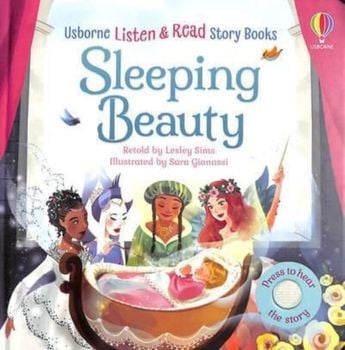 Usborne Listen & Read Story Books
USBORNE
Sleeping
Beauty
Retold by Lesley Sims
Illustrated by Sara Gianassi
Press to hear
the story